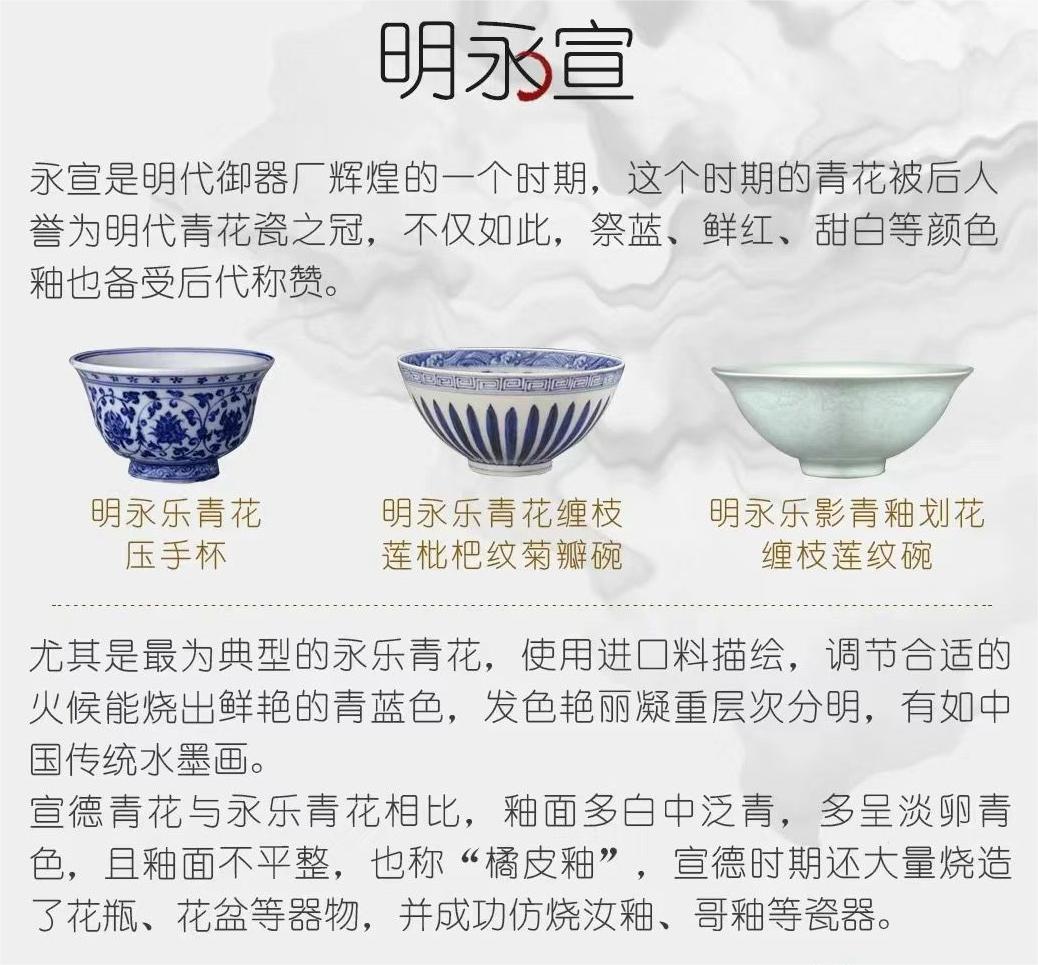 明永宣
永宣是明代御器厂辉煌的一个时期，这个时期的青花被后人
誉为明代青花瓷之冠，不仅如此，祭蓝、鲜红、甜白等颜色
釉也备受后代称赞。
明永乐青花
压手杯
明永乐青花缠枝
莲枇杷纹菊瓣碗
明永乐影青釉划花
缠枝莲纹碗
尤其是最为典型的永乐青花，使用进口料描绘，调节合适的
火候能烧出鲜艳的青蓝色，发色艳丽凝重层次分明，有如中
国传统水墨画。
宣德青花与永乐青花相比，釉面多白中泛青，多呈淡卵青
色，且釉面不平整，也称“橘皮釉”，宣德时期还大量烧造
了花瓶、花盆等器物，并成功仿烧汝釉、哥釉等瓷器。